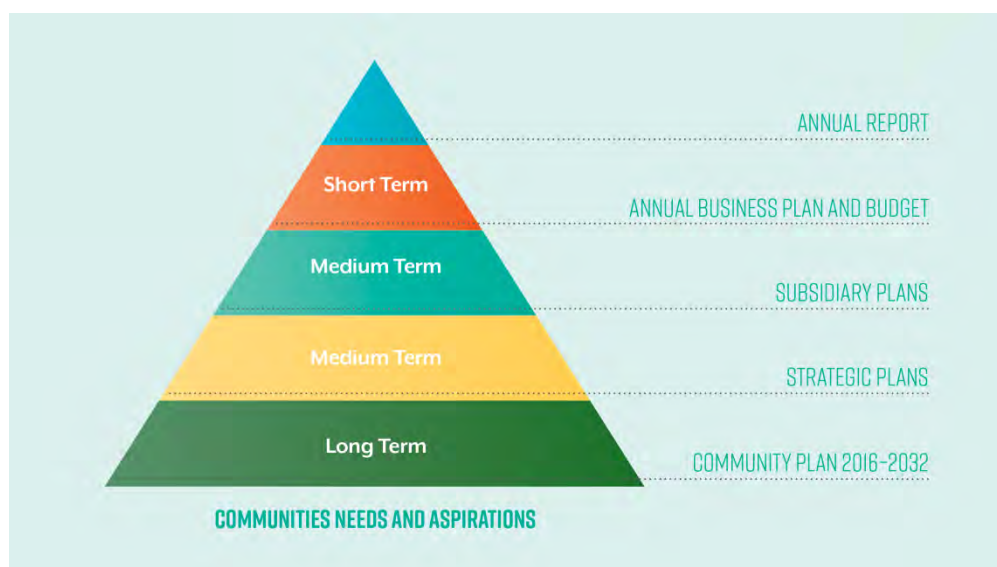 ANNUAL REPORT
Short Term
ANNUAL BUSINESS PLAN AND BUDGET
Medium Term
SUBSIDIARY PLANS
Medium Term
STRATEGIC PLANS
Long Term
COMMUNITY PLAN 2016-2032
COMMUNITIES NEEDS AND ASPIRATIONS